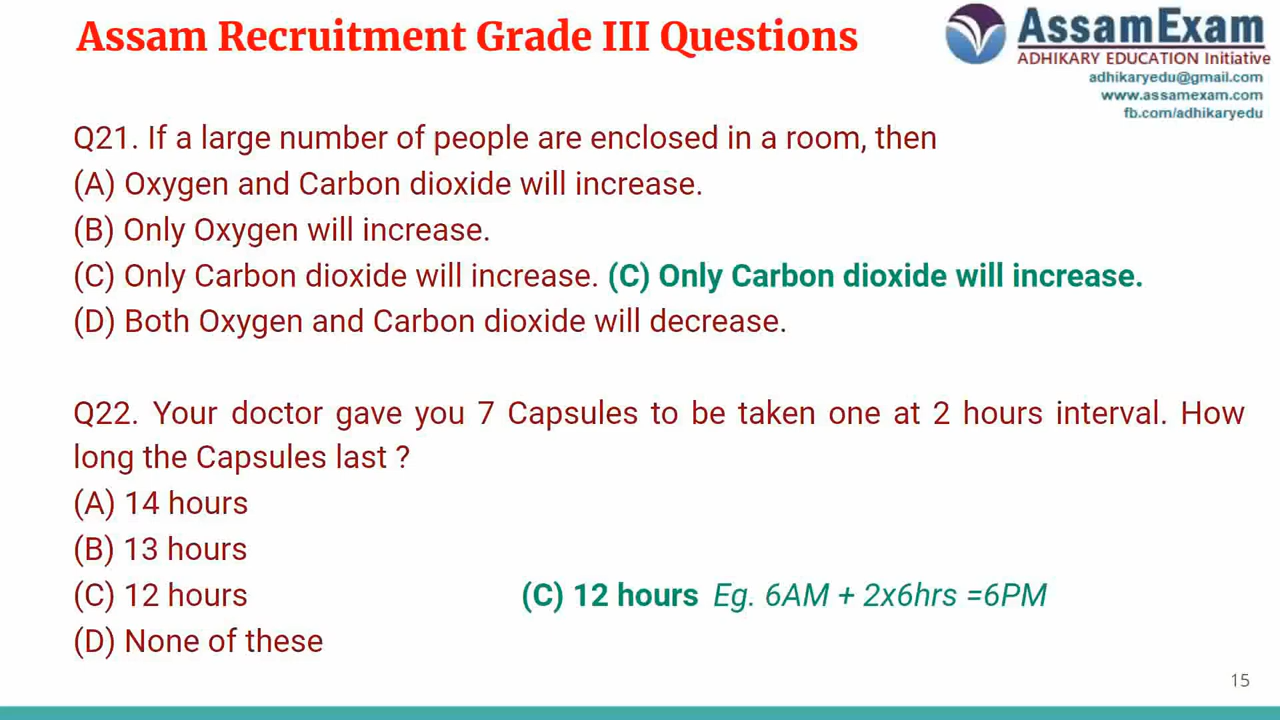 Assam Recruitment Grade III Questions
AssamExam
ADHIKARY EDUCATION Initiative
adhikaryedu@gmail.com
www.assamexam.com
fb.com/adhikaryedu
Q21. If a large number of people are enclosed in a room, then
(A) Oxygen and Carbon dioxide will increase.
(B) Only Oxygen will increase.
(C) Only Carbon dioxide will increase. (C) Only Carbon dioxide will increase.
(D) Both Oxygen and Carbon dioxide will decrease.
Q22. Your doctor gave you 7 Capsules to be taken one at 2 hours interval. How
long the Capsules last ?
(A) 14 hours
(B) 13 hours
(C) 12 hours (C) 12 hours Eg. 6AM + 2x6hrs =6PM
(D) None of these
15